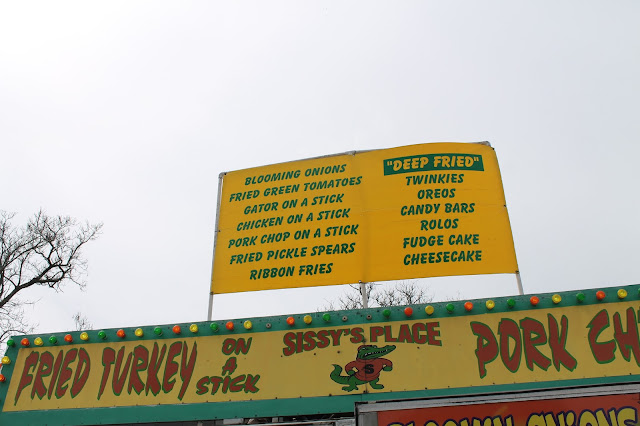 BLOOMING ONIONS
FRIED GREEN TOMATOES
GATOR ON A STICK
CHICKEN ON A STICK
PORK CHOP ON A STICK
FRIED PICKLE SPEARS
RIBBON FRIES
"DEEP FRIED"
TWINKIES
OREOS
CANDY BARS
ROLOS
FUDGE CAKE
CHEESECAKE
FRIED TURKEY
ON
A
STICK
SISSY'S PLACE
S
PORK CH
BLOOMIN' ONIONS